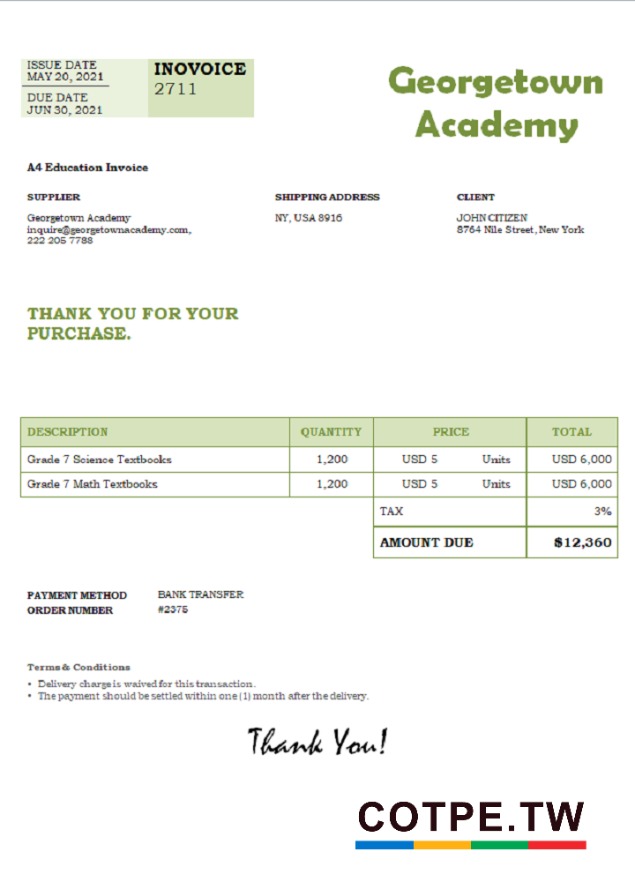 ISSUE DATE
MAY 20, 2021
DUE DATE
JUN 30, 2021
INOVOICE
2711
Georgetown
Academy
A4 Education Invoice
SUPPLIER
Georgetown Academy
inquire@georgetownacademy.com,
222 205 7788
SHIPPING ADDRESS
NY, USA 8916
CLIENT
JOHN CITIZEN
8764 Nile Street, New York
THANK YOU FOR YOUR
PURCHASE.
DESCRIPTION QUANTITY PRICE TOTAL
Grade 7 Science Textbooks 1,200 USD 5 Units USD 6,000
Grade 7 Math Textbooks 1,200 USD 5 Units USD 6,000
TAX 3%
AMOUNT DUE $12,360
PAYMENT METHOD BANK TRANSFER
ORDER NUMBER #2375
Terms & Conditions
• Delivery charge is waived for this transaction.
• The payment should be settled within one (1) month after the delivery.
Thank You!
COTPE.TW